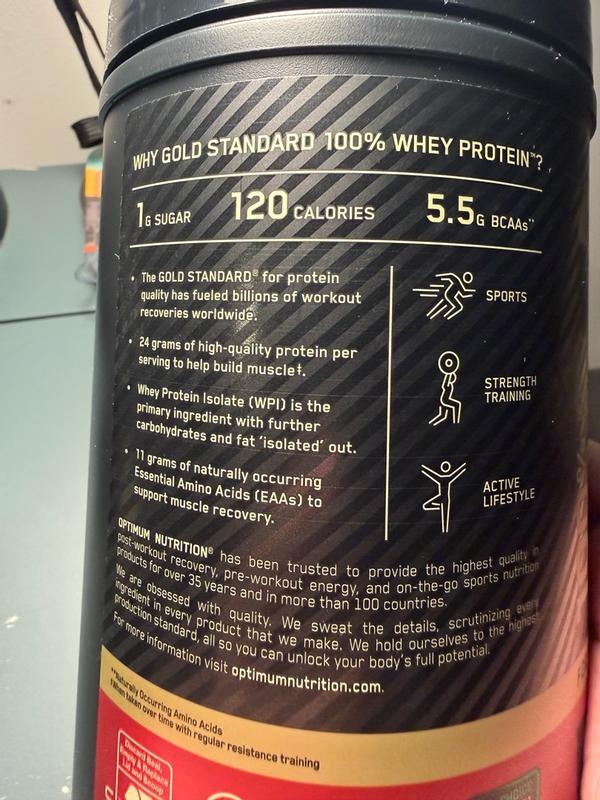 WHY GOLD STANDARD 100% WHEY PROTEIN™?
1G SUGAR 120 CALORIES 5.5G BCAAs**
• The GOLD STANDARD® for protein
quality has fueled billions of workout
recoveries worldwide.
• 24 grams of high-quality protein per
serving to help build muscle‡.
• Whey Protein Isolate (WPI) is the
primary ingredient with further
carbohydrates and fat ‘isolated’ out.
• 11 grams of naturally occurring
Essential Amino Acids (EAAs) to
support muscle recovery.
SPORTS
STRENGTH
TRAINING
ACTIVE
LIFESTYLE
OPTIMUM NUTRITION® has been trusted to provide the highest quality in
post-workout recovery, pre-workout energy, and on-the-go sports nutrition
products for over 35 years and in more than 100 countries.
We are obsessed with quality. We sweat the details, scrutinizing every
ingredient in every product that we make. We hold ourselves to the highest
production standard, all so you can unlock your body's full potential.
For more information visit optimumnutrition.com.
**Naturally Occurring Amino Acids
‡When taken over time with regular resistance training
Discard Seal,
Empty & Replace
Lid and Scoop